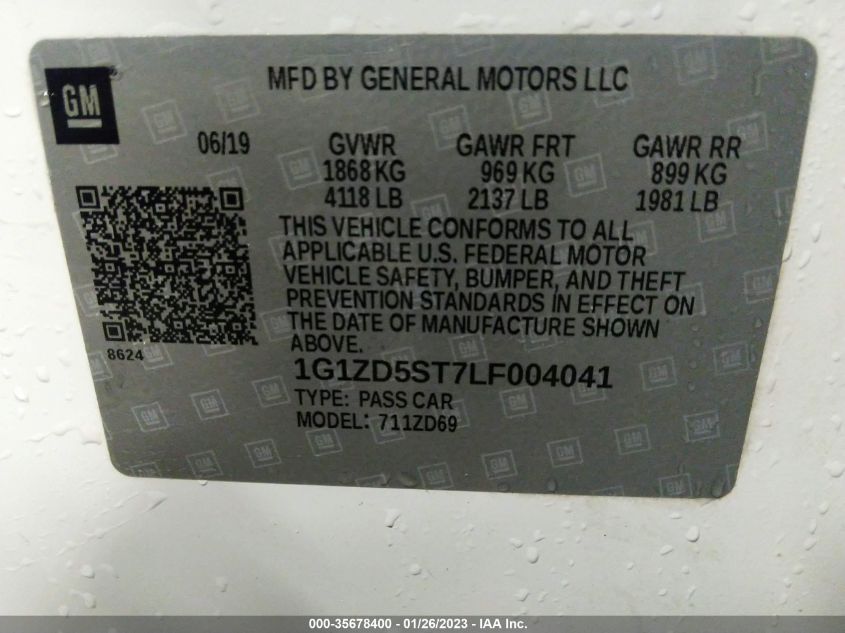 GM
MFD BY GENERAL MOTORS LLC
06/19 GVWR GAWR FRT GAWR RR
1868 KG 969 KG 899 KG
4118 LB 2137 LB 1981 LB
THIS VEHICLE CONFORMS TO ALL
APPLICABLE U.S. FEDERAL MOTOR
VEHICLE SAFETY, BUMPER, AND THEFT
PREVENTION STANDARDS IN EFFECT ON
THE DATE OF MANUFACTURE SHOWN
ABOVE.
8624
1G1ZD5ST7LF004041
TYPE: PASS CAR
MODEL: 711ZD69
000-35678400 - 01/26/2023 - IAA Inc.